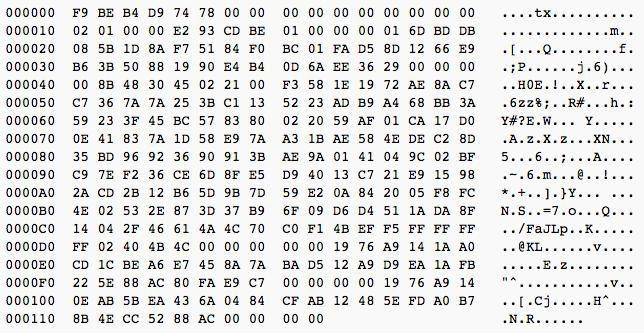 000000 F9 BE B4 D9 74 78 00 00 00 00 00 00 00 00 00 00 ....tx..........
000010 02 01 00 00 E2 93 CD BE 01 00 00 00 01 6D BD DB .............m..
000020 08 5B 1D 8A F7 51 84 F0 BC 01 FA D5 8D 12 66 E9 .[...Q........f.
000030 B6 3B 50 88 19 90 E4 B4 0D 6A EE 36 29 00 00 00 .;P......j.6)...
000040 00 8B 48 30 45 02 21 00 F3 58 1E 19 72 AE 8A C7 ..H0E.!..X..r...
000050 C7 36 7A 7A 25 3B C1 13 52 23 AD B9 A4 68 BB 3A .6zz%;..R#...h.:
000060 59 23 3F 45 BC 57 83 80 02 20 59 AF 01 CA 17 D0 Y#?E.W... Y.....
000070 0E 41 83 7A 1D 58 E9 7A A3 1B AE 58 4E DE C2 8D .A.z.X.z...XN...
000080 35 BD 96 92 36 90 91 3B AE 9A 01 41 04 9C 02 BF 5...6..;...A....
000090 C9 7E F2 36 CE 6D 8F E5 D9 40 13 C7 21 E9 15 98 .~.6.m...@..!...
0000A0 2A CD 2B 12 B6 5D 9B 7D 59 E2 0A 84 20 05 F8 FC *.+..].}Y... ...
0000B0 4E 02 53 2E 87 3D 37 B9 6F 09 D6 D4 51 1A DA 8F N.S..=7.o...Q...
0000C0 14 04 2F 46 61 4A 4C 70 C0 F1 4B EF F5 FF FF FF ../FaJLp..K.....
0000D0 FF 02 40 4B 4C 00 00 00 00 00 19 76 A9 14 1A A0 ..@KL......v....
0000E0 CD 1C BE A6 E7 45 8A 7A BA D5 12 A9 D9 EA 1A FB .....E.z........
0000F0 22 5E 88 AC 80 FA E9 C7 00 00 00 00 19 76 A9 14 "^...........v..
000100 0E AB 5B EA 43 6A 04 84 CF AB 12 48 5E FD A0 B7 ..[.Cj.....H^...
000110 8B 4E CC 52 88 AC 00 00 00 00 .N.R......